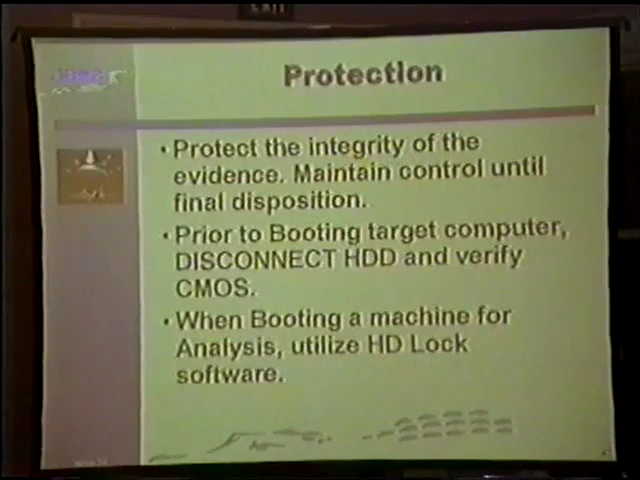 EXIT
Protection
• Protect the integrity of the
evidence. Maintain control until
final disposition.
• Prior to Booting target computer,
DISCONNECT HDD and verify
CMOS.
• When Booting a machine for
Analysis, utilize HD Lock
software.